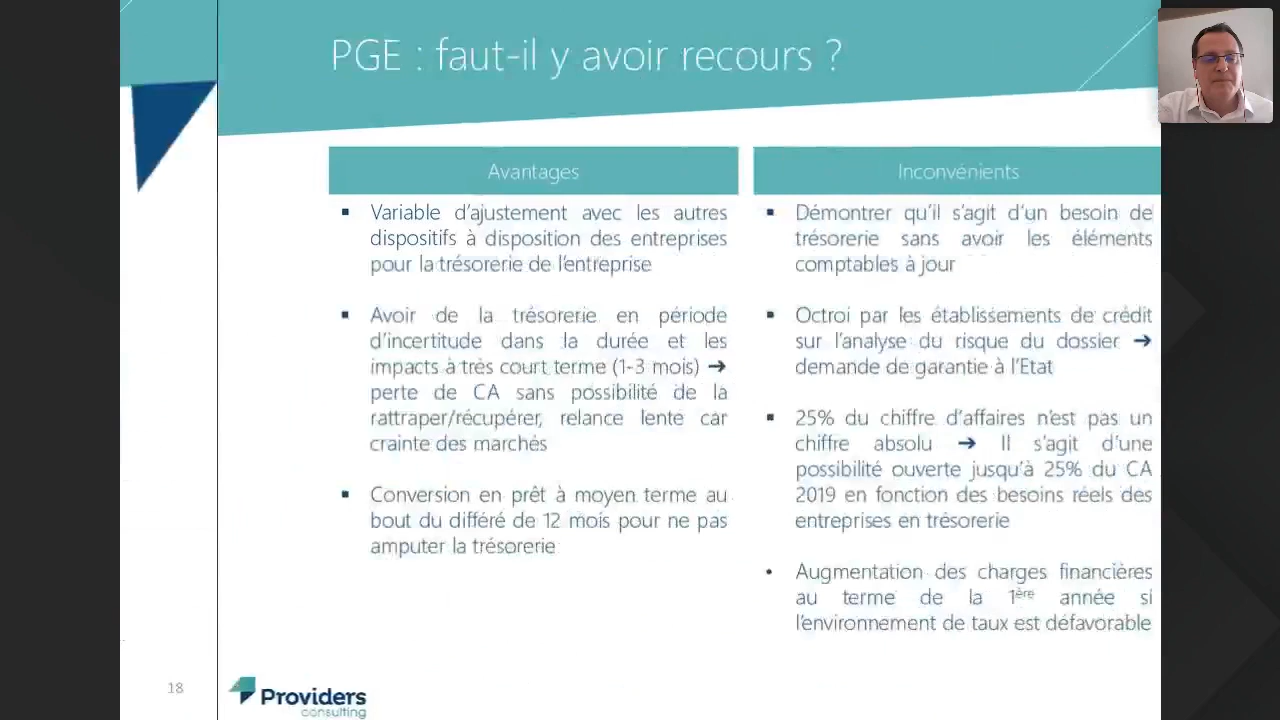 PGE : faut-il y avoir recours ?
Avantages
▪ Variable d'ajustement avec les autres
dispositifs à disposition des entreprises
pour la trésorerie de l'entreprise
▪ Avoir de la trésorerie en période
d'incertitude dans la durée et les
impacts à très court terme (1-3 mois) ➔
perte de CA sans possibilité de la
rattraper/récupérer, relance lente car
crainte des marchés
▪ Conversion en prêt à moyen terme au
bout du différé de 12 mois pour ne pas
amputer la trésorerie
Inconvénients
▪ Démontrer qu'il s'agit d'un besoin de
trésorerie sans avoir les éléments
comptables à jour
▪ Octroi par les établissements de crédit
sur l'analyse du risque du dossier ➔
demande de garantie à l'Etat
▪ 25% du chiffre d'affaires n'est pas un
chiffre absolu ➔ Il s'agit d'une
possibilité ouverte jusqu'à 25% du CA
2019 en fonction des besoins réels des
entreprises en trésorerie
• Augmentation des charges financières
au terme de la 1ère année si
l'environnement de taux est défavorable
18
Providers
consulting